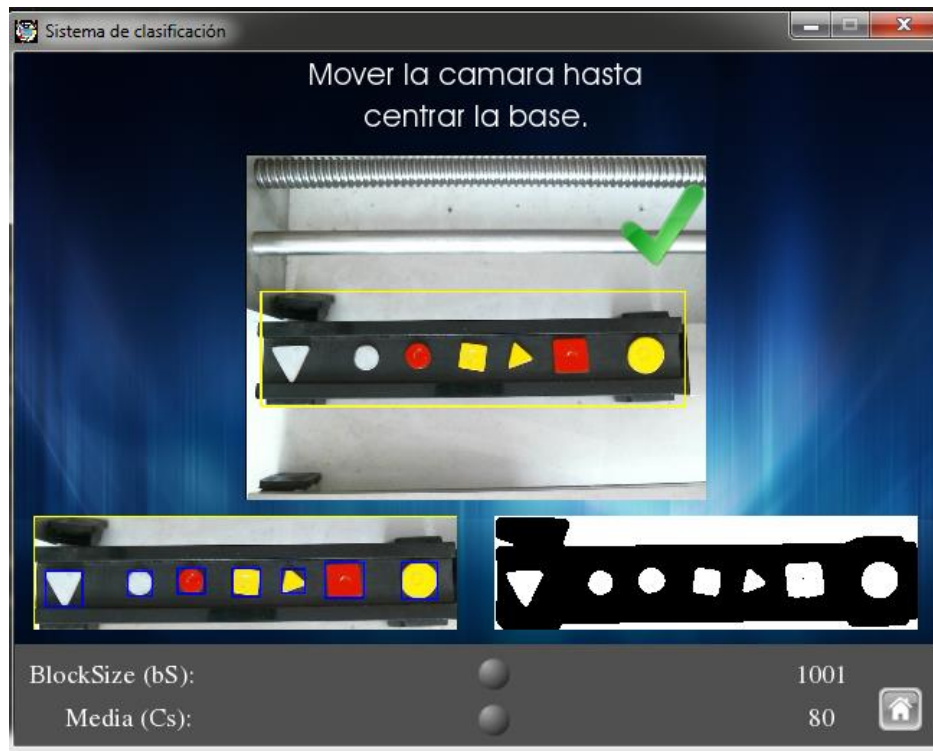 Sistema de clasificación
Mover la camara hasta
centrar la base.
BlockSize (bS):
1001
Media (Cs):
80